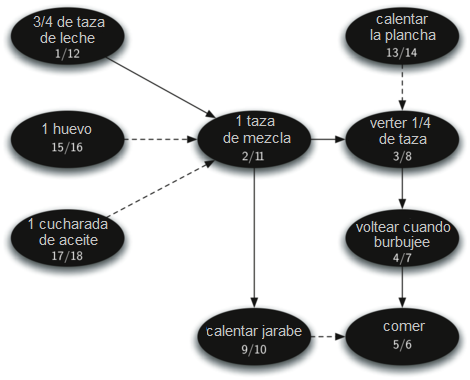 3/4 de taza
de leche
1/12
calentar
la plancha
13/14
1 huevo
15/16
1 taza
de mezcla
2/11
verter 1/4
de taza
3/8
1 cucharada
de aceite
17/18
voltear cuando
burbujee
4/7
calentar jarabe
9/10
comer
5/6